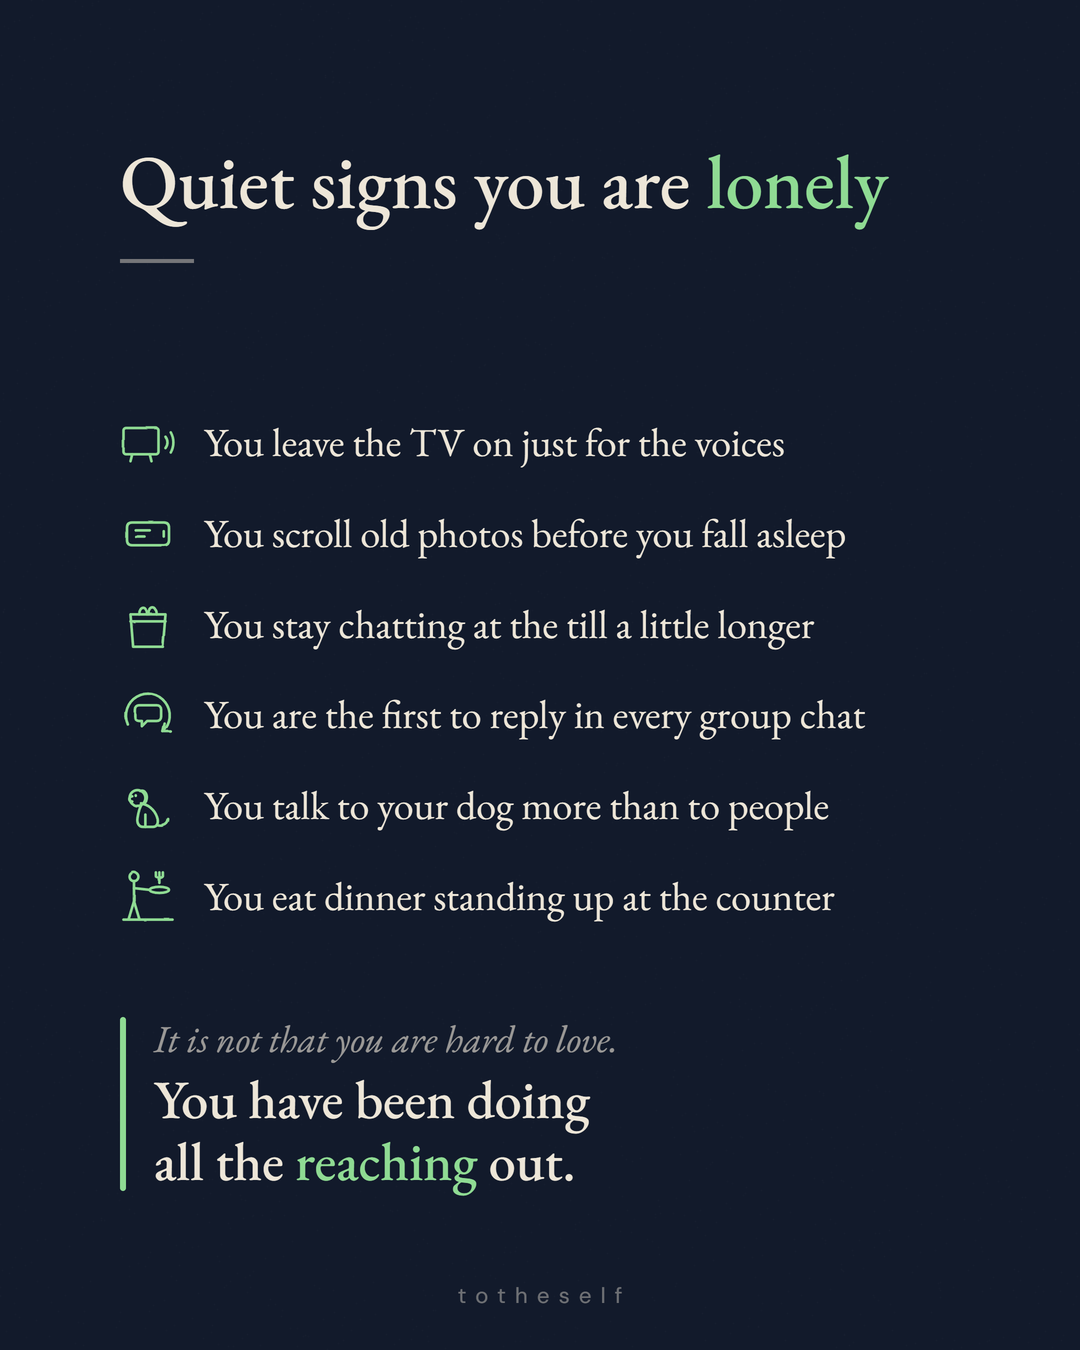 Quiet signs you are lonely
You leave the TV on just for the voices
You scroll old photos before you fall asleep
You stay chatting at the till a little longer
You are the first to reply in every group chat
You talk to your dog more than to people
You eat dinner standing up at the counter
It is not that you are hard to love.
You have been doing
all the reaching out.
totheself